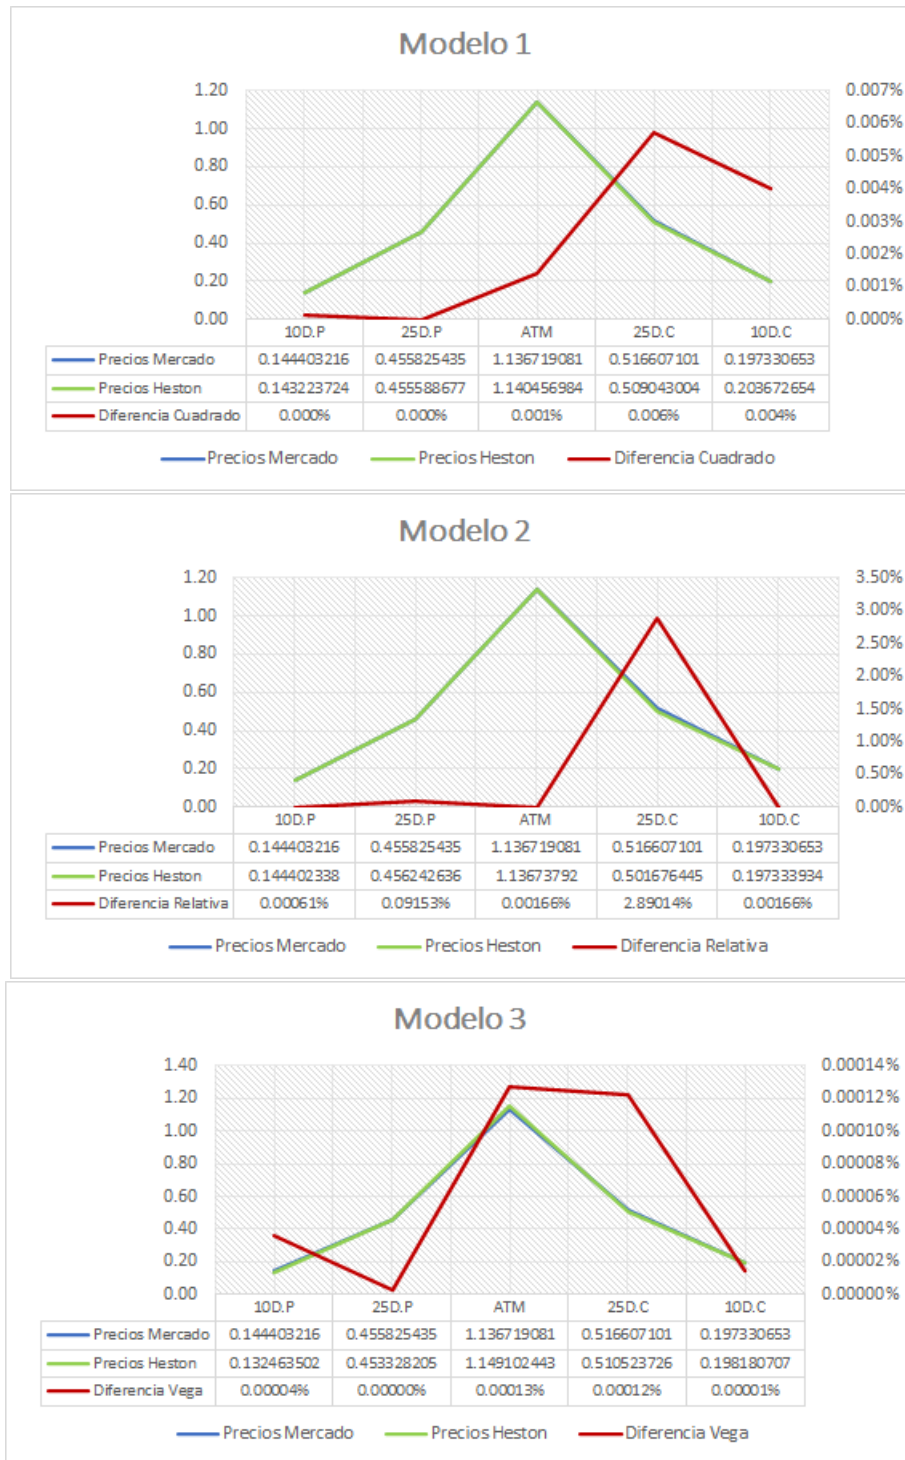 Modelo 1
1.20 0.007%
1.00 0.006%
0.005%
0.80
0.004%
0.60
0.003%
0.40
0.002%
0.20 0.001%
0.00 0.000%
10D.P 25D.P ATM 25D.C 10D.C
Precios Mercado 0.144403216 0.455825435 1.136719081 0.516607101 0.197330653
Precios Heston 0.143223724 0.455588677 1.140456984 0.509043004 0.203672654
Diferencia Cuadrado 0.000% 0.000% 0.001% 0.006% 0.004%
Precios Mercado Precios Heston Diferencia Cuadrado
Modelo 2
1.20 3.50%
1.00 3.00%
2.50%
0.80
2.00%
0.60
1.50%
0.40
1.00%
0.20 0.50%
0.00 0.00%
10D.P 25D.P ATM 25D.C 10D.C
Precios Mercado 0.144403216 0.455825435 1.136719081 0.516607101 0.197330653
Precios Heston 0.144402338 0.456242636 1.13673792 0.501676445 0.197333934
Diferencia Relativa 0.00061% 0.09153% 0.00166% 2.89014% 0.00166%
Precios Mercado Precios Heston Diferencia Relativa
Modelo 3
1.40 0.00014%
1.20 0.00012%
1.00 0.00010%
0.80 0.00008%
0.60 0.00006%
0.40 0.00004%
0.20 0.00002%
0.00 0.00000%
10D.P 25D.P ATM 25D.C 10D.C
Precios Mercado 0.144403216 0.455825435 1.136719081 0.516607101 0.197330653
Precios Heston 0.132463502 0.453328205 1.149102443 0.510523726 0.198180707
Diferencia Vega 0.00004% 0.00000% 0.00013% 0.00012% 0.00001%
Precios Mercado Precios Heston Diferencia Vega